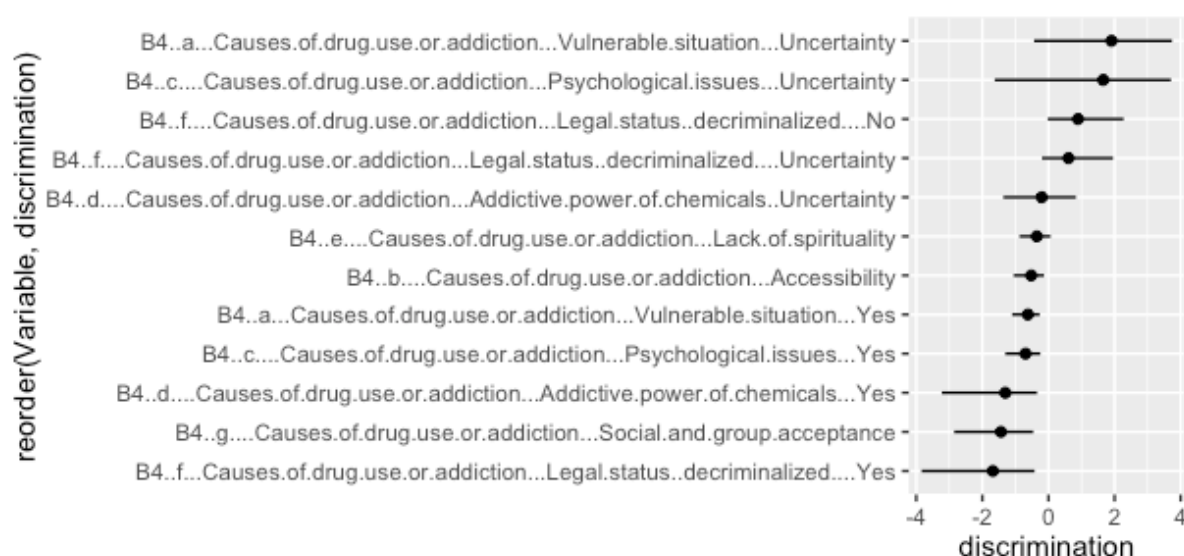 reorder(Variable, discrimination)
B4..a...Causes.of.drug.use.or.addiction...Vulnerable.situation...Uncertainty
B4..c....Causes.of.drug.use.or.addiction...Psychological.issues...Uncertainty
B4..f....Causes.of.drug.use.or.addiction...Legal.status..decriminalized....No
B4..f....Causes.of.drug.use.or.addiction...Legal.status..decriminalized....Uncertainty
B4..d....Causes.of.drug.use.or.addiction...Addictive.power.of.chemicals..Uncertainty
B4..e....Causes.of.drug.use.or.addiction...Lack.of.spirituality
B4..b....Causes.of.drug.use.or.addiction...Accessibility
B4..a...Causes.of.drug.use.or.addiction...Vulnerable.situation...Yes
B4..c....Causes.of.drug.use.or.addiction...Psychological.issues...Yes
B4..d....Causes.of.drug.use.or.addiction...Addictive.power.of.chemicals...Yes
B4..g....Causes.of.drug.use.or.addiction...Social.and.group.acceptance
B4..f...Causes.of.drug.use.or.addiction...Legal.status..decriminalized....Yes
-4 -2 0 2 4
discrimination